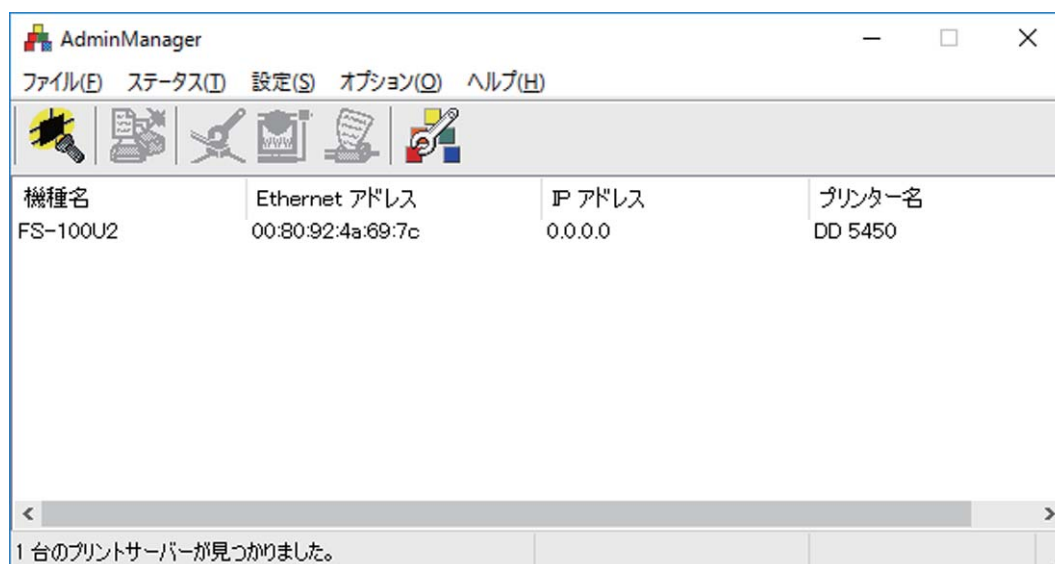 AdminManager
ファイル(F) ステータス(T) 設定(S) オプション(O) ヘルプ(H)
機種名 Ethernet アドレス IP アドレス プリンター名
FS-100U2 00:80:92:4a:69:7c 0.0.0.0 DD 5450
1 台のプリントサーバーが見つかりました。